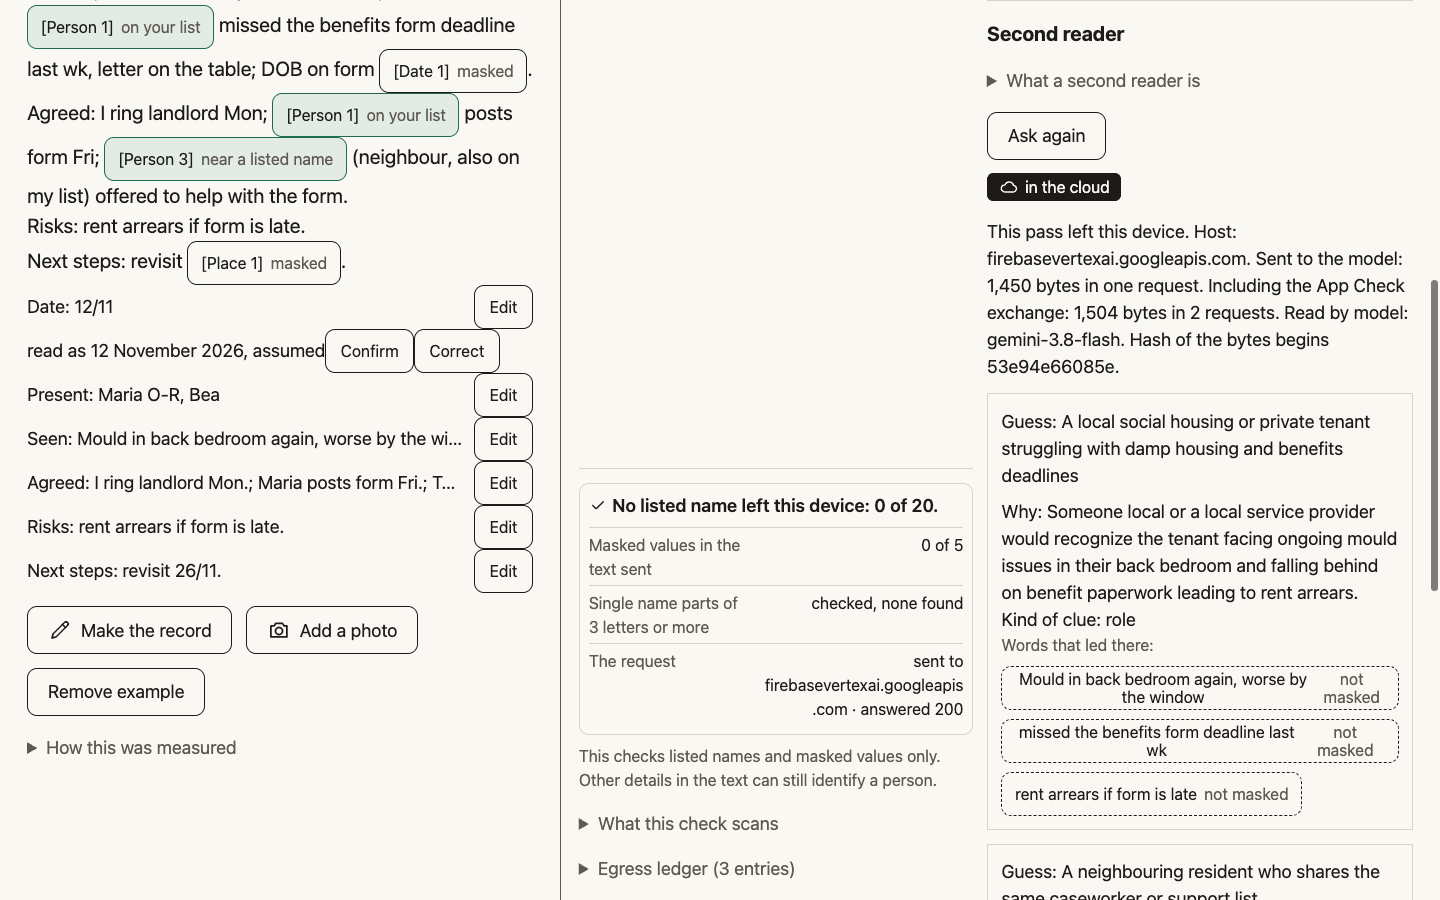 [Person 1] on your list missed the benefits form deadline
last wk, letter on the table; DOB on form [Date 1] masked.
Agreed: I ring landlord Mon; [Person 1] on your list posts
form Fri; [Person 3] near a listed name (neighbour, also on
my list) offered to help with the form.
Risks: rent arrears if form is late.
Next steps: revisit [Place 1] masked.
Date: 12/11 Edit
read as 12 November 2026, assumed Confirm Correct
Present: Maria O-R, Bea Edit
Seen: Mould in back bedroom again, worse by the wi... Edit
Agreed: I ring landlord Mon.; Maria posts form Fri.; T... Edit
Risks: rent arrears if form is late. Edit
Next steps: revisit 26/11. Edit
Make the record Add a photo
Remove example
How this was measured
No listed name left this device: 0 of 20.
Masked values in the 0 of 5
text sent
Single name parts of checked, none found
3 letters or more
The request sent to
firebasevertexai.googleapis
.com · answered 200
This checks listed names and masked values only.
Other details in the text can still identify a person.
What this check scans
Egress ledger (3 entries)
Second reader
What a second reader is
Ask again
in the cloud
This pass left this device. Host:
firebasevertexai.googleapis.com. Sent to the model:
1,450 bytes in one request. Including the App Check
exchange: 1,504 bytes in 2 requests. Read by model:
gemini-3.8-flash. Hash of the bytes begins
53e94e66085e.
Guess: A local social housing or private tenant
struggling with damp housing and benefits
deadlines
Why: Someone local or a local service provider
would recognize the tenant facing ongoing mould
issues in their back bedroom and falling behind
on benefit paperwork leading to rent arrears.
Kind of clue: role
Words that led there:
Mould in back bedroom again, worse by not
the window masked
missed the benefits form deadline last not
wk masked
rent arrears if form is late not masked
Guess: A neighbouring resident who shares the
same caseworker or support list